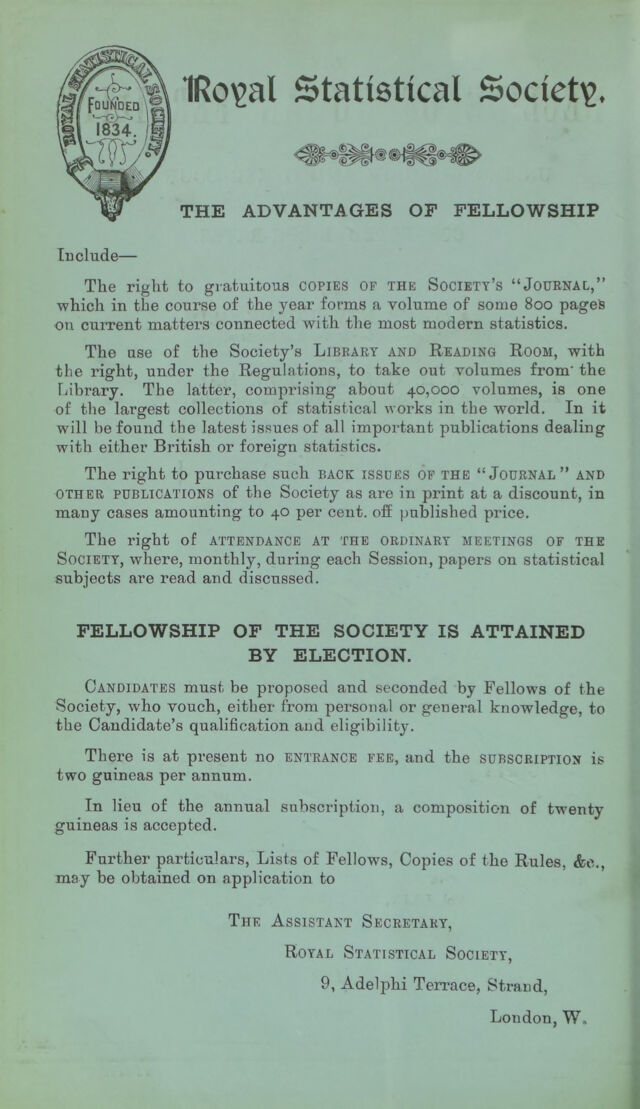 ROYAL STATISTICAL SOCIETY.
FOUNDED
1834.
Royal Statistical Society.
THE ADVANTAGES OF FELLOWSHIP
Include—
The right to gratuitous COPIES OF THE SOCIETY'S "JOURNAL,"
which in the course of the year forms a volume of some 800 pages
on current matters connected with the most modern statistics.
The use of the Society's LIBRARY AND READING ROOM, with
the right, under the Regulations, to take out volumes from the
Library. The latter, comprising about 40,000 volumes, is one
of the largest collections of statistical works in the world. In it
will be found the latest issues of all important publications dealing
with either British or foreign statistics.
The right to purchase such BACK ISSUES OF THE "JOURNAL" AND
OTHER PUBLICATIONS of the Society as are in print at a discount, in
many cases amounting to 40 per cent. off published price.
The right of ATTENDANCE AT THE ORDINARY MEETINGS OF THE
SOCIETY, where, monthly, during each Session, papers on statistical
subjects are read and discussed.
FELLOWSHIP OF THE SOCIETY IS ATTAINED
BY ELECTION.
CANDIDATES must be proposed and seconded by Fellows of the
Society, who vouch, either from personal or general knowledge, to
the Candidate's qualification and eligibility.
There is at present no ENTRANCE FEE, and the SUBSCRIPTION is
two guineas per annum.
In lieu of the annual subscription, a composition of twenty
guineas is accepted.
Further particulars, Lists of Fellows, Copies of the Rules, &c.,
may be obtained on application to
THE ASSISTANT SECRETARY,
ROYAL STATISTICAL SOCIETY,
9, Adelphi Terrace, Strand,
London, W.